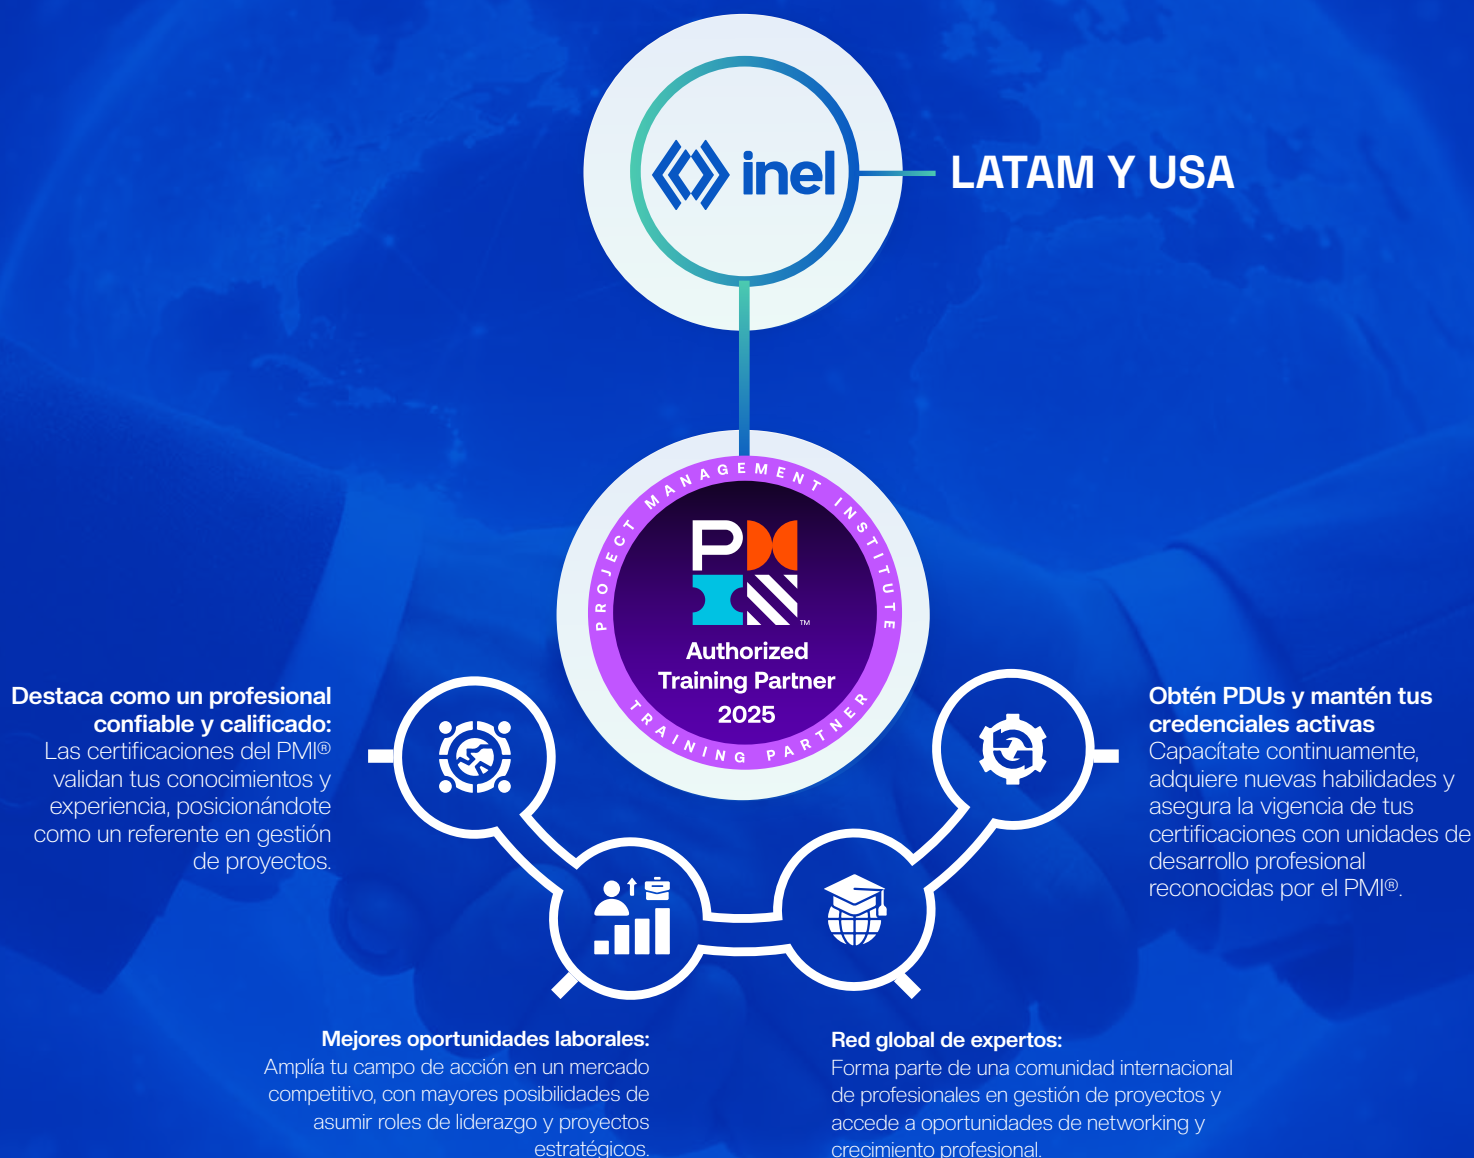 inel
LATAM Y USA
PROJECT MANAGEMENT INSTITUTE
PM
TM
Authorized
Training Partner
2025
TRAINING PARTNER
Destaca como un profesional
confiable y calificado:
Las certificaciones del PMI®
validan tus conocimientos y
experiencia, posicionándote
como un referente en gestión
de proyectos.
Obtén PDUs y mantén tus
credenciales activas
Capacítate continuamente,
adquiere nuevas habilidades y
asegura la vigencia de tus
certificaciones con unidades de
desarrollo profesional
reconocidas por el PMI®.
Mejores oportunidades laborales:
Amplía tu campo de acción en un mercado
competitivo, con mayores posibilidades de
asumir roles de liderazgo y proyectos
estratégicos.
Red global de expertos:
Forma parte de una comunidad internacional
de profesionales en gestión de proyectos y
accede a oportunidades de networking y
crecimiento profesional.